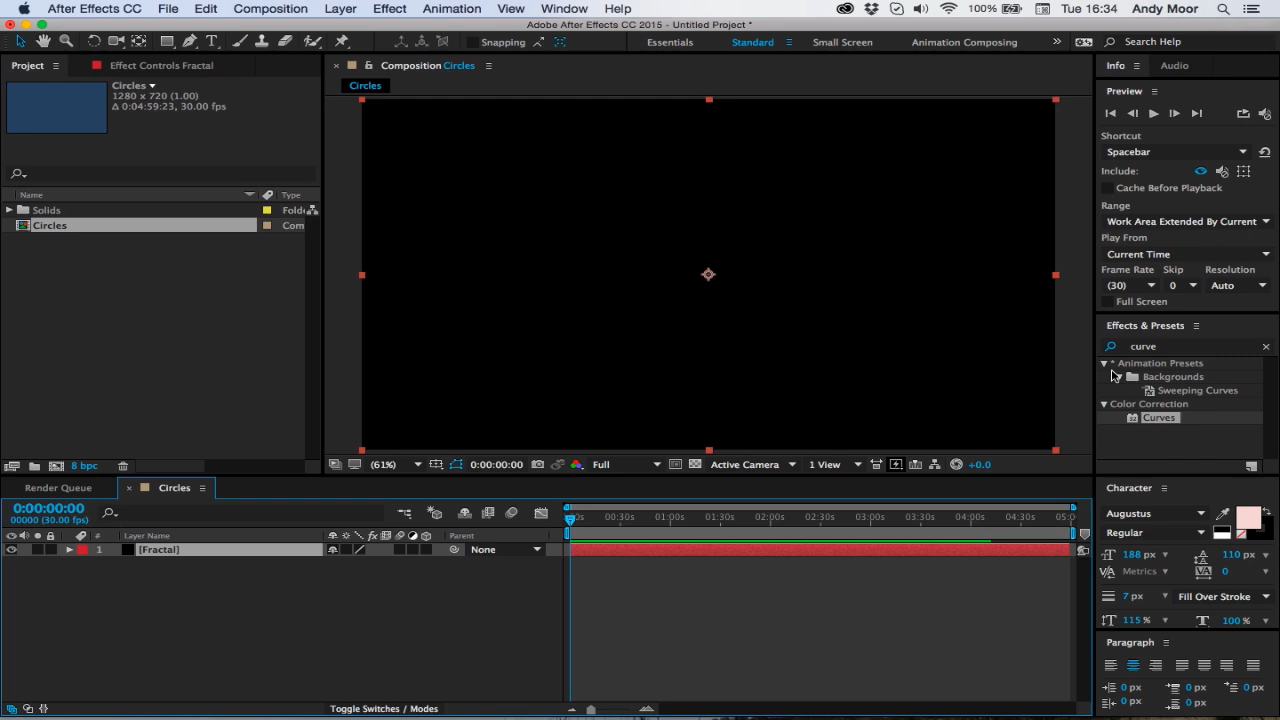 After Effects CC File Edit Composition Layer Effect Animation View Window Help 100% Tue 16:34 Andy Moor
Adobe After Effects CC 2015 - Untitled Project *
Snapping Essentials Standard Small Screen Animation Composing Search Help
Project Effect Controls Fractal
Circles
1280 x 720 (1.00)
Δ 0:04:59:23, 30.00 fps
Name Type
Solids Folde
Circles Com
8 bpc
Composition Circles
Circles
(61%) 0:00:00:00 Full Active Camera 1 View +0.0
Info Audio
Preview
Shortcut
Spacebar
Include:
Cache Before Playback
Range
Work Area Extended By Current
Play From
Current Time
Frame Rate Skip Resolution
(30) 0 Auto
Full Screen
Effects & Presets
curve
* Animation Presets
Backgrounds
Sweeping Curves
Color Correction
Curves
Render Queue Circles
0:00:00:00
00000 (30.00 fps)
# Layer Name Parent
1 [Fractal] None
0s 00:30s 01:00s 01:30s 02:00s 02:30s 03:00s 03:30s 04:00s 04:30s 05:0
Toggle Switches / Modes
Character
Augustus
Regular
188 px 110 px
Metrics 0
7 px Fill Over Stroke
115 % 100 %
Paragraph
0 px 0 px 0 px
0 px 0 px